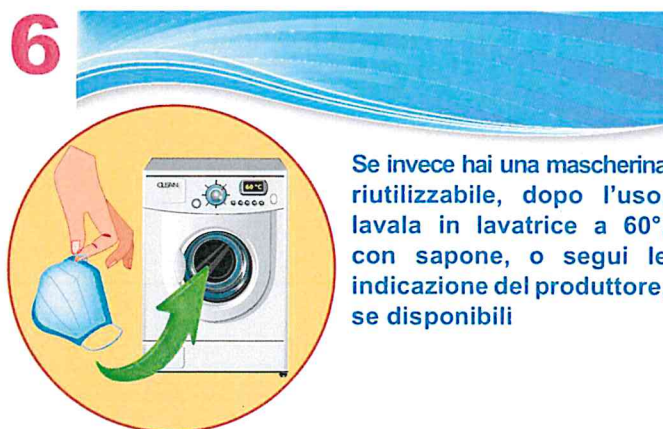 6
Se invece hai una mascherina
riutilizzabile, dopo l'uso
lavala in lavatrice a 60°
con sapone, o segui le
indicazione del produttore
se disponibili
60 °C